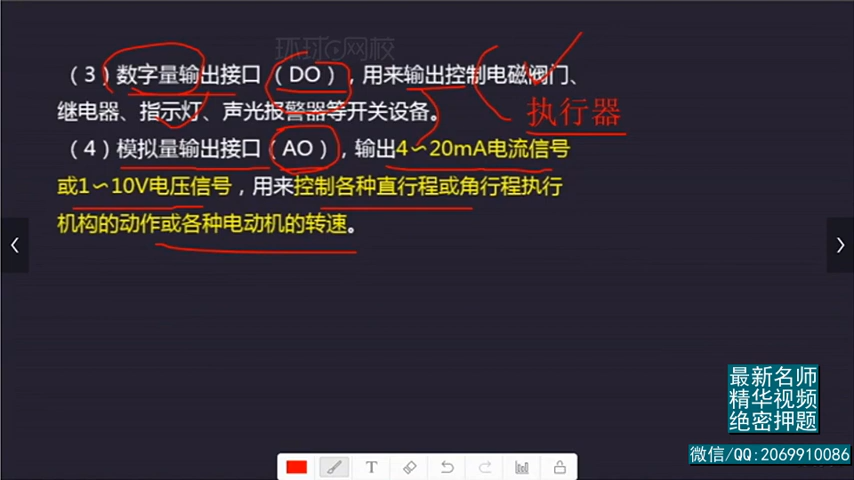 环球网校
（3）数字量输出接口（DO），用来输出控制电磁阀门、
继电器、指示灯、声光报警器等开关设备。
执行器
（4）模拟量输出接口（AO），输出4～20mA电流信号
或1～10V电压信号，用来控制各种直行程或角行程执行
机构的动作或各种电动机的转速。
最新名师
精华视频
绝密押题
微信/QQ:2069910086
T